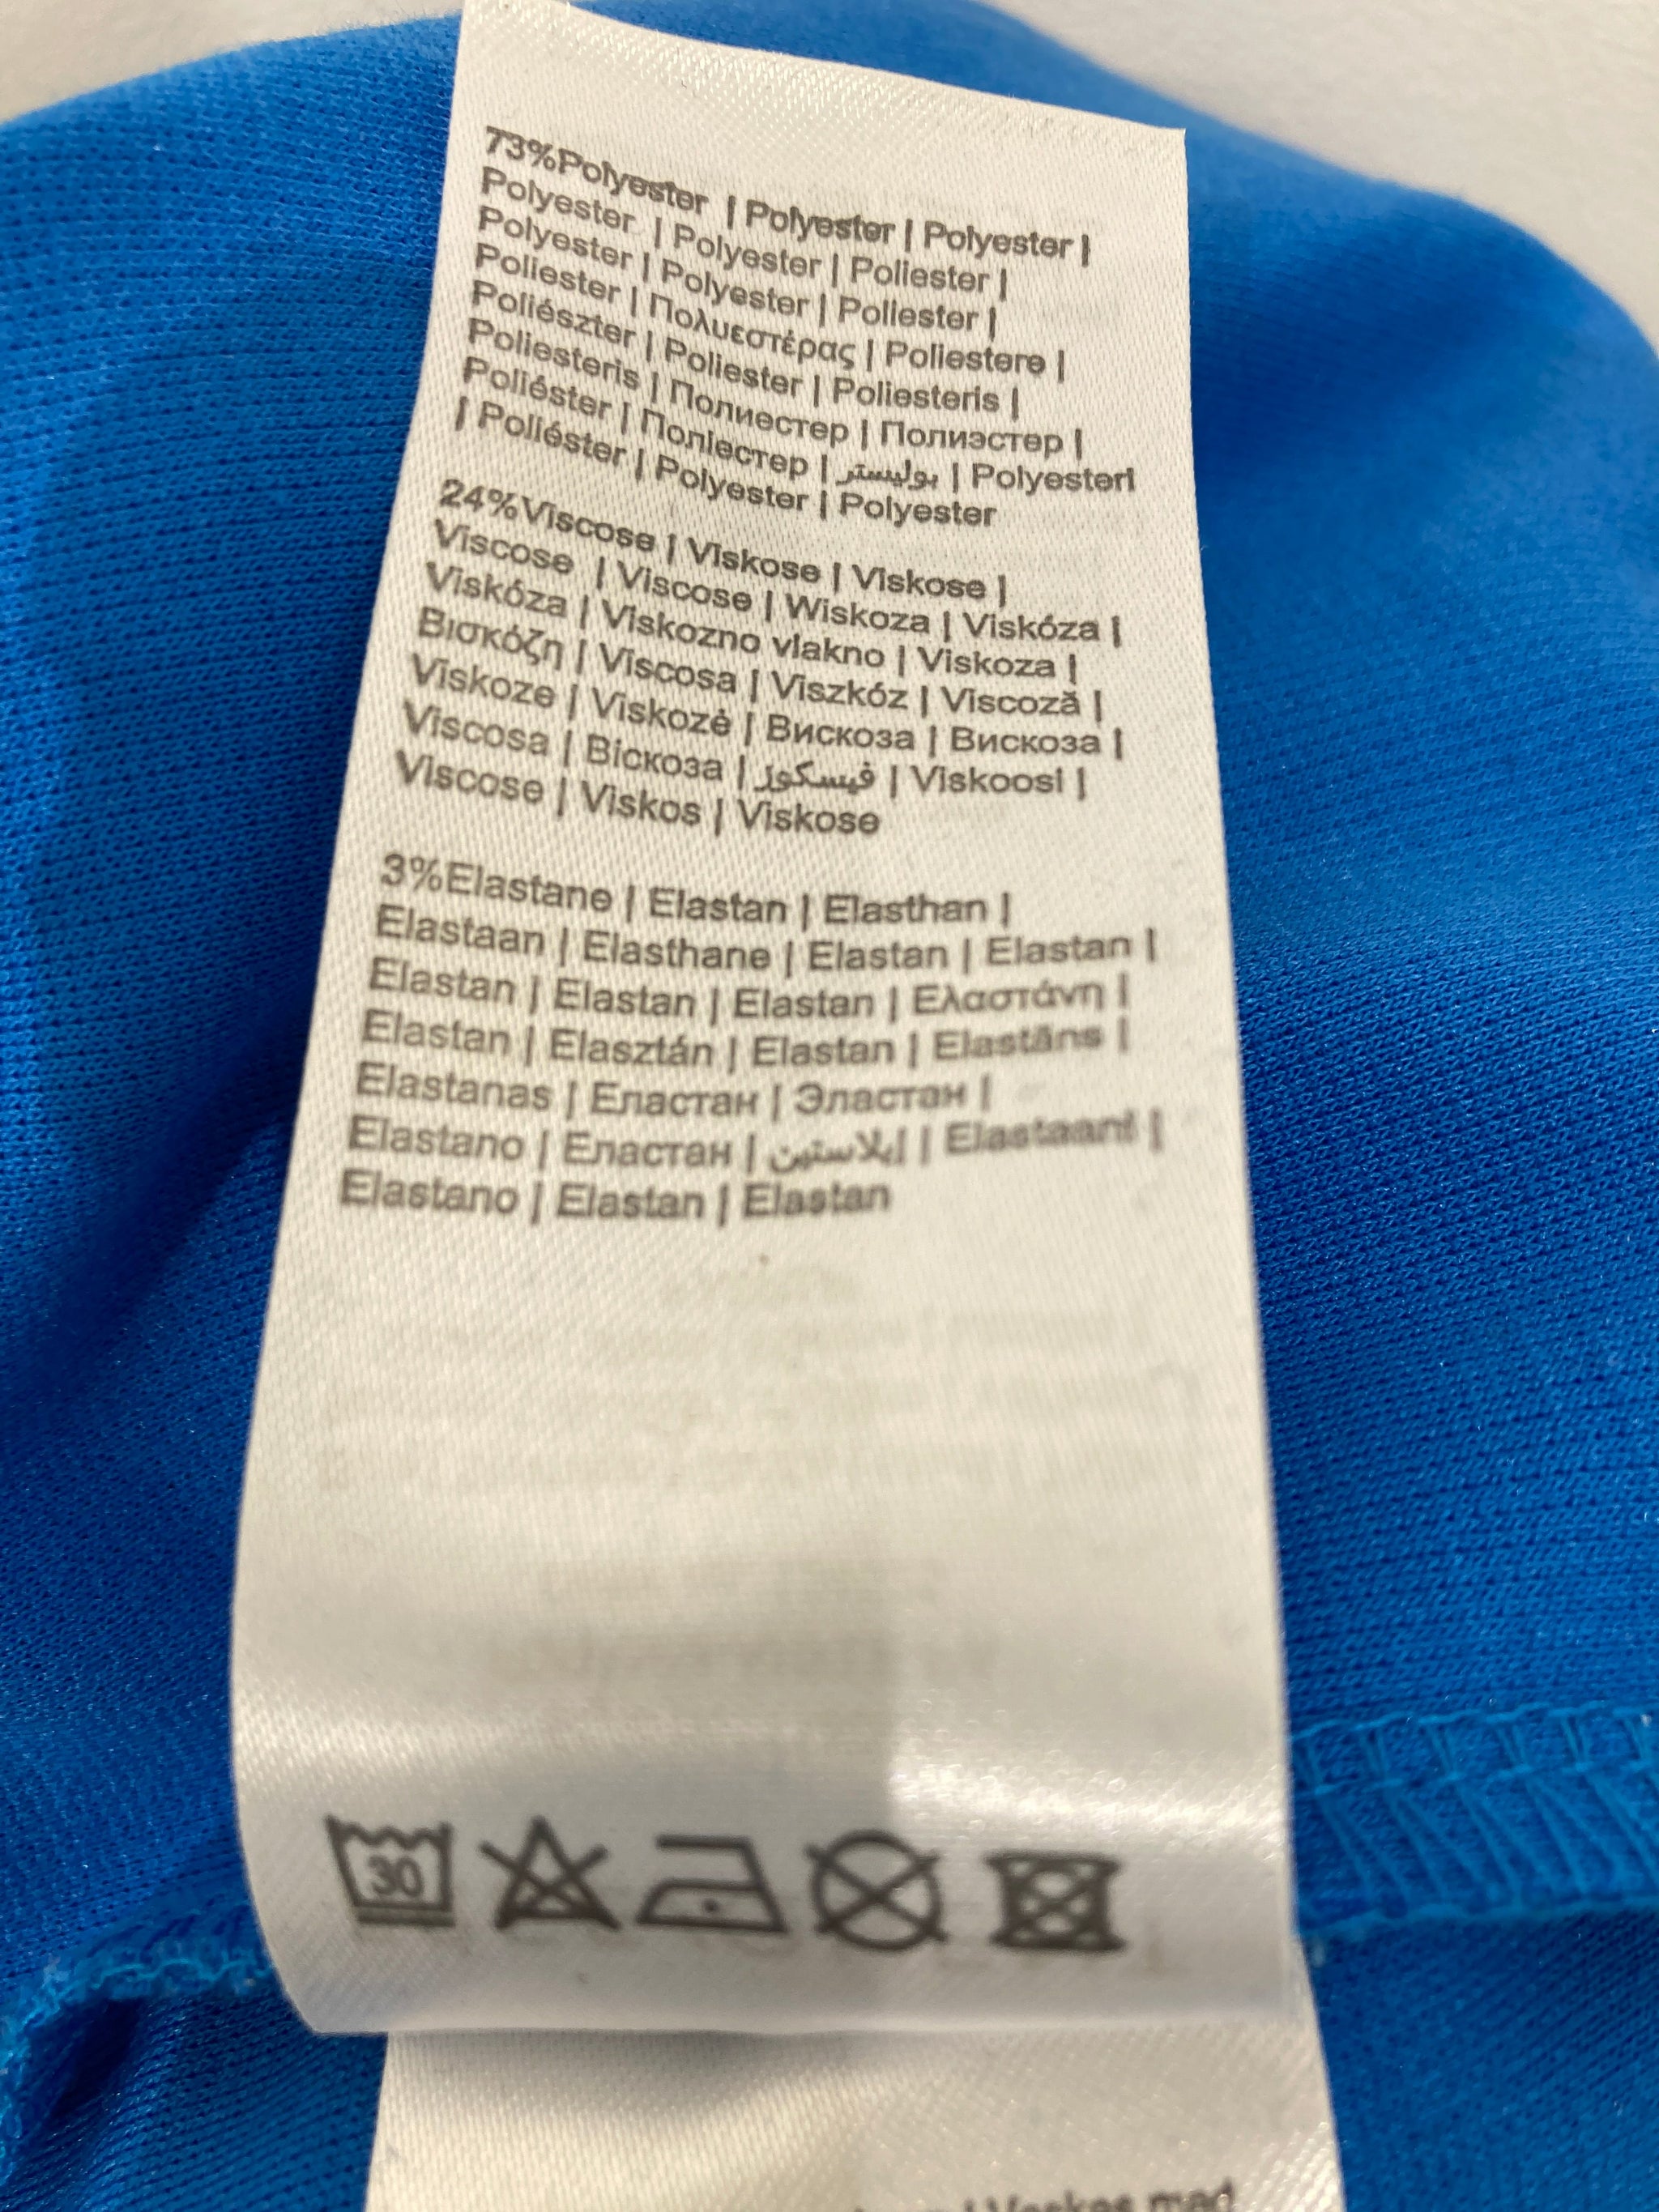 73%Polyester | Polyester | Polyester |
Polyester | Polyester | Poliester |
Polyester | Polyester | Poliester |
Poliester | Πολυεστέρας | Poliestere |
Poliészter | Poliester | Poliesteris |
Poliesteris | Полиестер | Полиэстер |
Poliéster | Поліестер | بوليستر | Polyesteri
| Poliéster | Polyester | Polyester
24%Viscose | Viskose | Viskose |
Viscose | Viscose | Wiskoza | Viskóza |
Viskóza | Viskozno vlakno | Viskoza |
Βισκόζη | Viscosa | Viszkóz | Viscoză |
Viskoze | Viskozė | Вискоза | Вискоза |
Viscosa | Віскоза | فيسكوز | Viskoosi |
Viscose | Viskos | Viskose
3%Elastane | Elastan | Elasthan |
Elastaan | Elasthane | Elastan | Elastan |
Elastan | Elastan | Elastan | Ελαστάνη |
Elastan | Elasztán | Elastan | Elastāns |
Elastanas | Еластан | Эластан |
Elastano | Еластан | إيلاستين | Elastaani |
Elastano | Elastan | Elastan
30